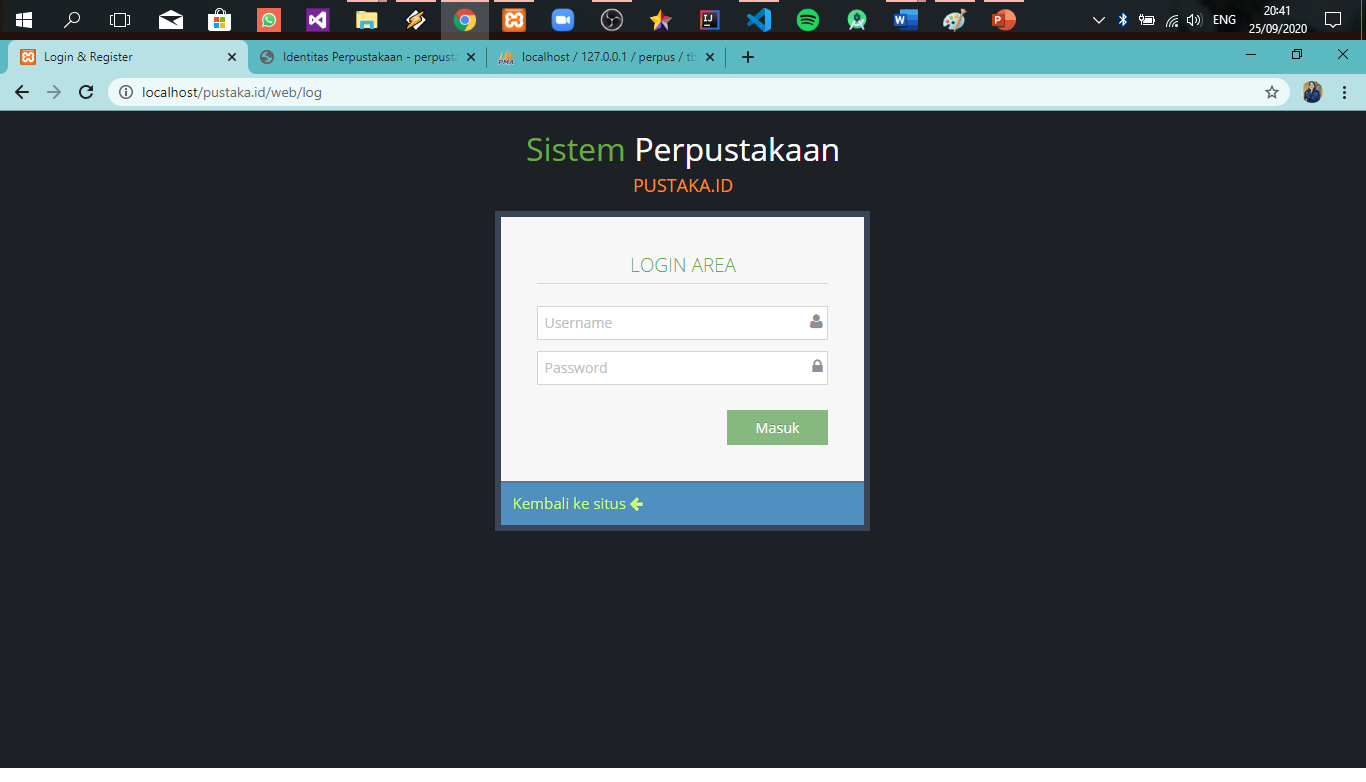 ENG
20:41
25/09/2020
Login & Register
Identitas Perpustakaan - perpusta
localhost / 127.0.0.1 / perpus / tb
localhost/pustaka.id/web/log
Sistem Perpustakaan
PUSTAKA.ID
LOGIN AREA
Username
Password
Masuk
Kembali ke situs